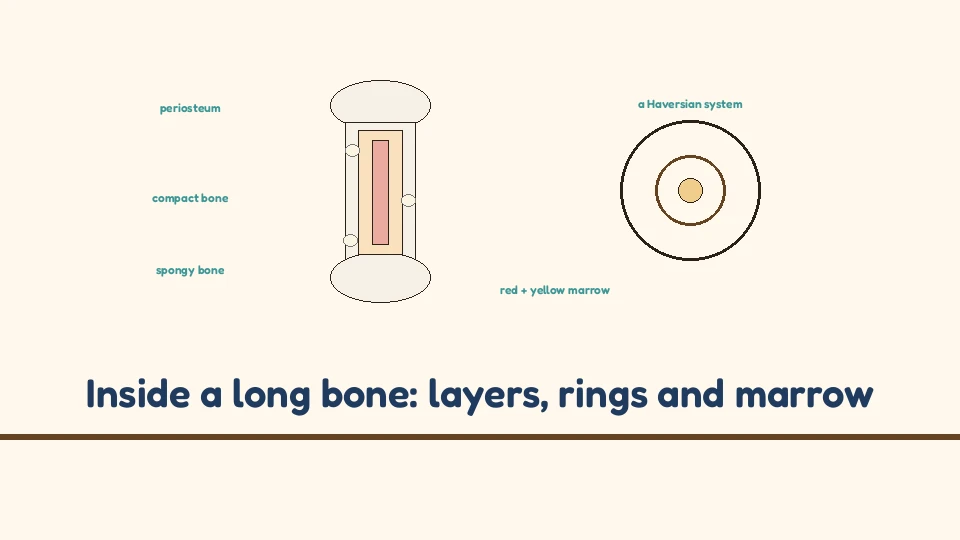 periosteum
a Haversian system
compact bone
spongy bone
red + yellow marrow
Inside a long bone: layers, rings and marrow